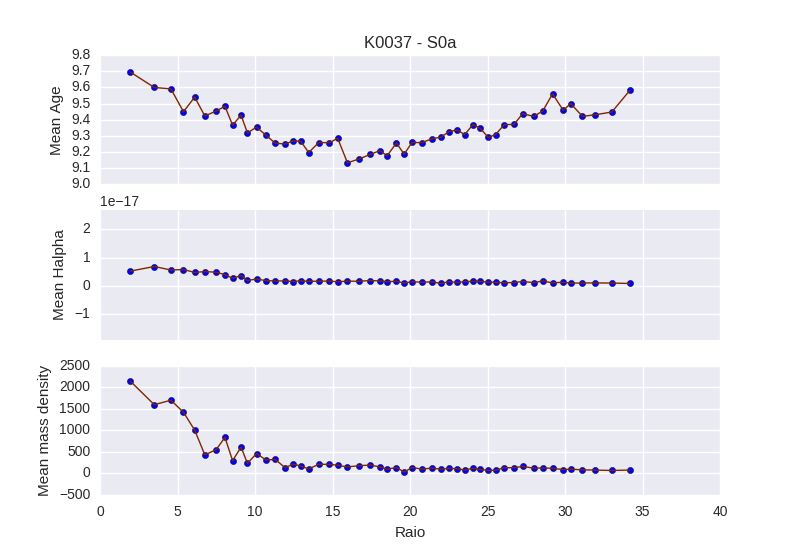 K0037 - S0a
9.8
9.7
9.6
9.5
9.4
9.3
9.2
9.1
9.0
Mean Age
1e−17
2
1
0
−1
Mean Halpha
2500
2000
1500
1000
500
0
−500
Mean mass density
0 5 10 15 20 25 30 35 40
Raio